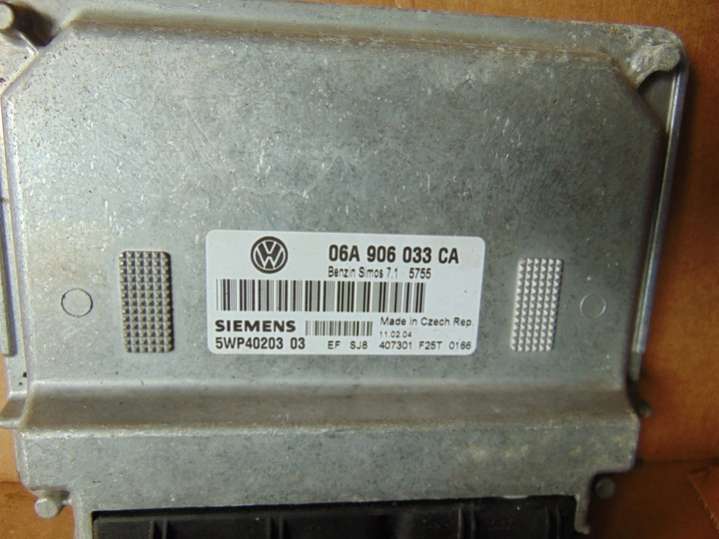 06A 906 033 CA
Benzin Simos 7.1 5755
SIEMENS
Made in Czech Rep.
11.02.04
5WP40203 03
EF SJ8 407301 F25T 0166